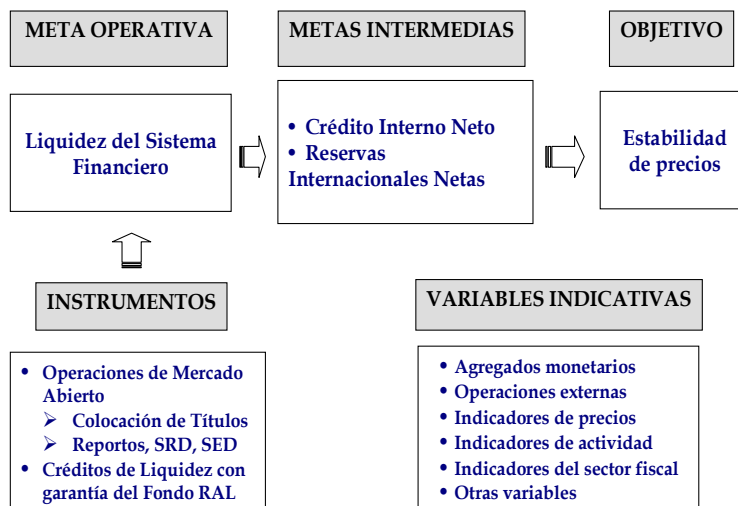 META OPERATIVA
METAS INTERMEDIAS
OBJETIVO
Liquidez del Sistema
Financiero
• Crédito Interno Neto
• Reservas
Internacionales Netas
Estabilidad
de precios
INSTRUMENTOS
VARIABLES INDICATIVAS
• Operaciones de Mercado
Abierto
➢ Colocación de Títulos
➢ Reportos, SRD, SED
• Créditos de Liquidez con
garantía del Fondo RAL
• Agregados monetarios
• Operaciones externas
• Indicadores de precios
• Indicadores de actividad
• Indicadores del sector fiscal
• Otras variables